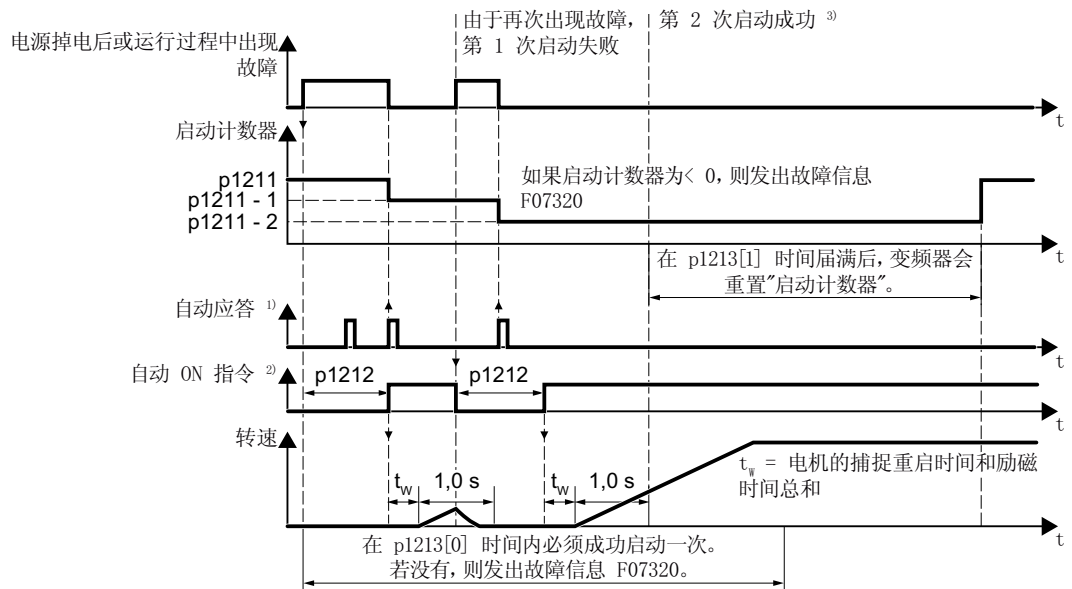 由于再次出现故障，
第 1 次启动失败
第 2 次启动成功 3)
电源掉电后或运行过程中出现
故障
t
启动计数器
p1211
p1211 - 1
p1211 - 2
如果启动计数器为< 0，则发出故障信息
F07320
t
在 p1213[1] 时间届满后，变频器会
重置"启动计数器"。
自动应答 1)
t
自动 ON 指令 2)
p1212
p1212
t
转速
tw
1,0 s
tw
1,0 s
tw = 电机的捕捉重启时间和励磁
时间总和
t
在 p1213[0] 时间内必须成功启动一次。
若没有，则发出故障信息 F07320。